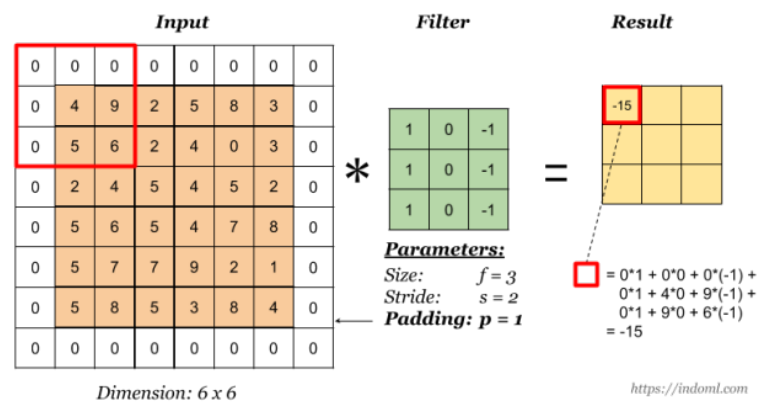 Input Filter Result
0 0 0 0 0 0 0 0
0 4 9 2 5 8 3 0
0 5 6 2 4 0 3 0
0 2 4 5 4 5 2 0
0 5 6 5 4 7 8 0
0 5 7 7 9 2 1 0
0 5 8 5 3 8 4 0
0 0 0 0 0 0 0 0
Dimension: 6 x 6
*
1 0 -1
1 0 -1
1 0 -1
Parameters:
Size: f = 3
Stride: s = 2
Padding: p = 1
=
-15
= 0*1 + 0*0 + 0*(-1) +
0*1 + 4*0 + 9*(-1) +
0*1 + 9*0 + 6*(-1)
= -15
https://indoml.com